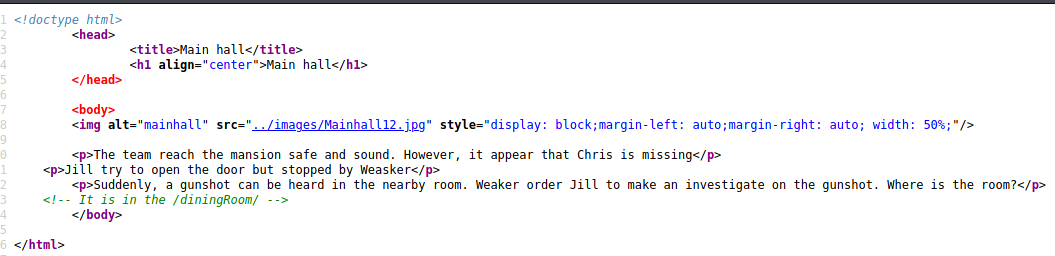 1 <!doctype html>
2 <head>
3 <title>Main hall</title>
4 <h1 align="center">Main hall</h1>
5 </head>
6
7 <body>
8 <img alt="mainhall" src="../images/Mainhall12.jpg" style="display: block;margin-left: auto;margin-right: auto; width: 50%;"/>
9
0 <p>The team reach the mansion safe and sound. However, it appear that Chris is missing</p>
1 <p>Jill try to open the door but stopped by Weasker</p>
2 <p>Suddenly, a gunshot can be heard in the nearby room. Weaker order Jill to make an investigate on the gunshot. Where is the room?</p>
3 <!-- It is in the /diningRoom/ -->
4 </body>
5
6 </html>